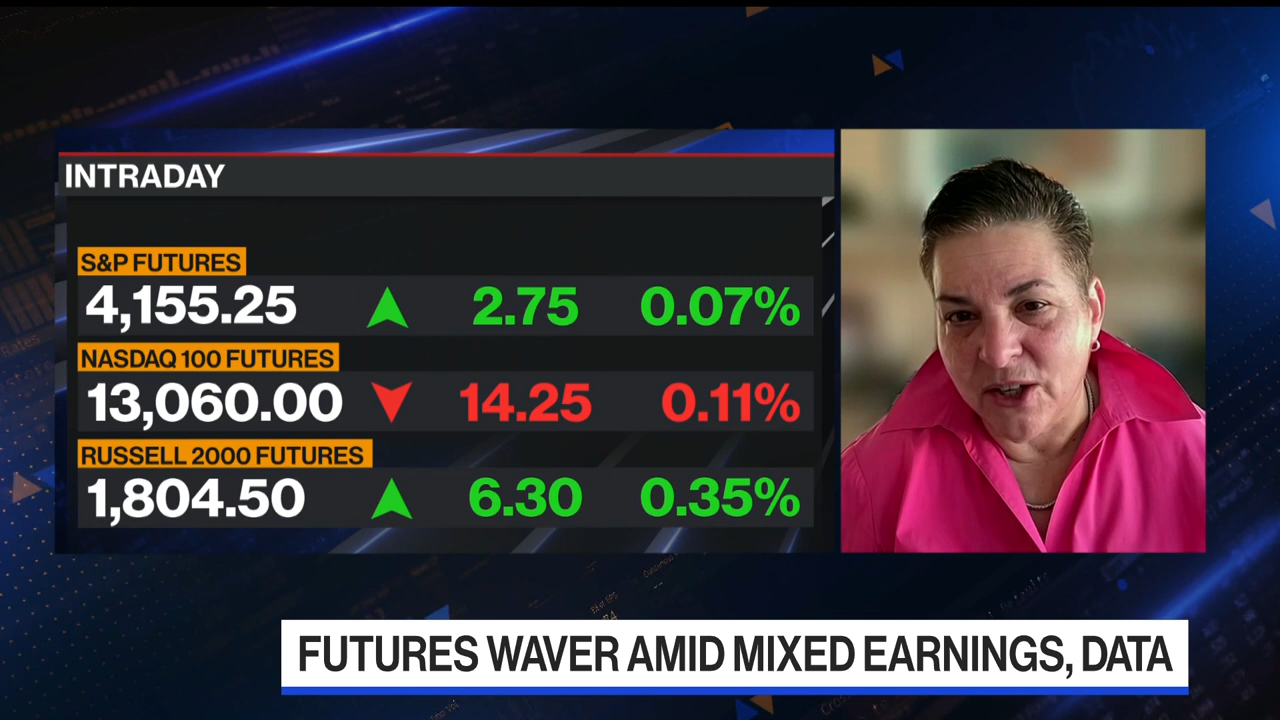 INTRADAY
S&P FUTURES
4,155.25 2.75 0.07%
NASDAQ 100 FUTURES
13,060.00 14.25 0.11%
RUSSELL 2000 FUTURES
1,804.50 6.30 0.35%
FUTURES WAVER AMID MIXED EARNINGS, DATA